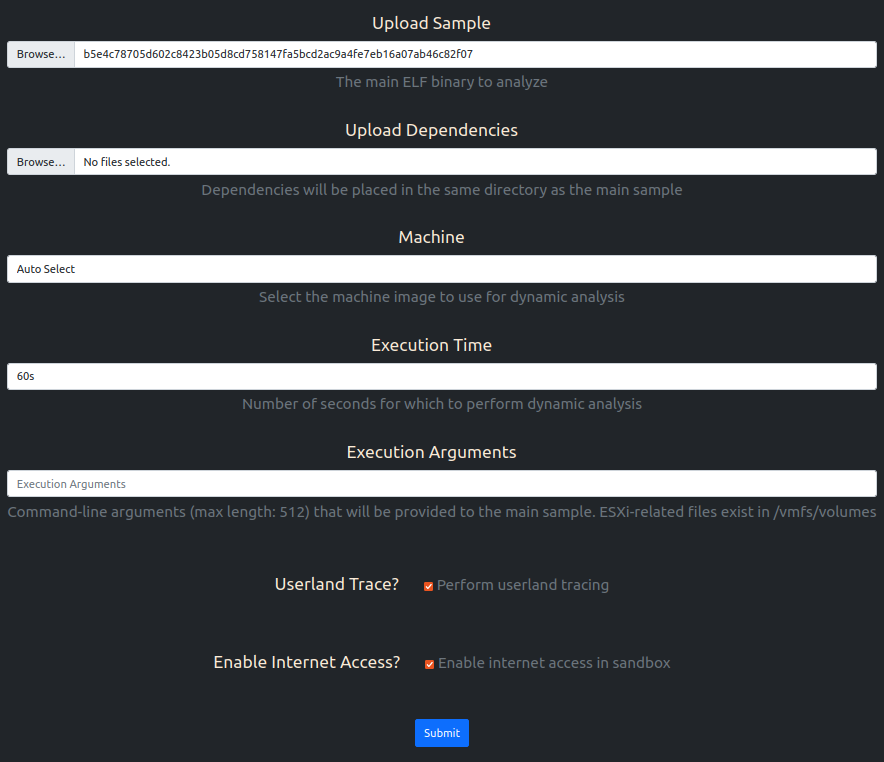 Upload Sample
Browse... b5e4c78705d602c8423b05d8cd758147fa5bcd2ac9a4fe7eb16a07ab46c82f07
The main ELF binary to analyze
Upload Dependencies
Browse... No files selected.
Dependencies will be placed in the same directory as the main sample
Machine
Auto Select
Select the machine image to use for dynamic analysis
Execution Time
60s
Number of seconds for which to perform dynamic analysis
Execution Arguments
Execution Arguments
Command-line arguments (max length: 512) that will be provided to the main sample. ESXi-related files exist in /vmfs/volumes
Userland Trace? Perform userland tracing
Enable Internet Access? Enable internet access in sandbox
Submit